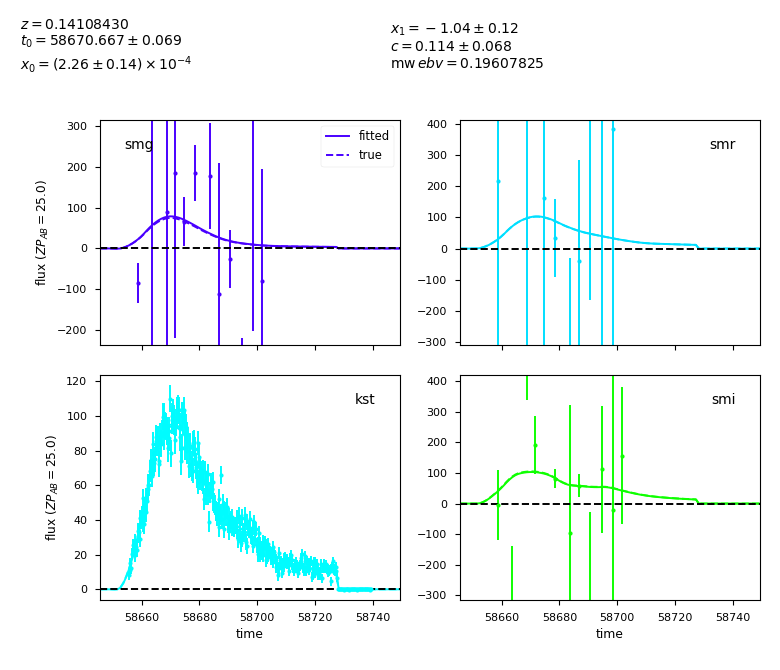 z = 0.14108430
t₀ = 58670.667 ± 0.069
x₀ = (2.26 ± 0.14) × 10⁻⁴
x₁ = −1.04 ± 0.12
c = 0.114 ± 0.068
mw ebv = 0.19607825
300
200
100
0
−100
−200
flux (ZP_AB = 25.0)
smg
fitted
true
400
300
200
100
0
−100
−200
−300
smr
120
100
80
60
40
20
0
flux (ZP_AB = 25.0)
kst
58660 58680 58700 58720 58740
time
400
300
200
100
0
−100
−200
−300
smi
58660 58680 58700 58720 58740
time